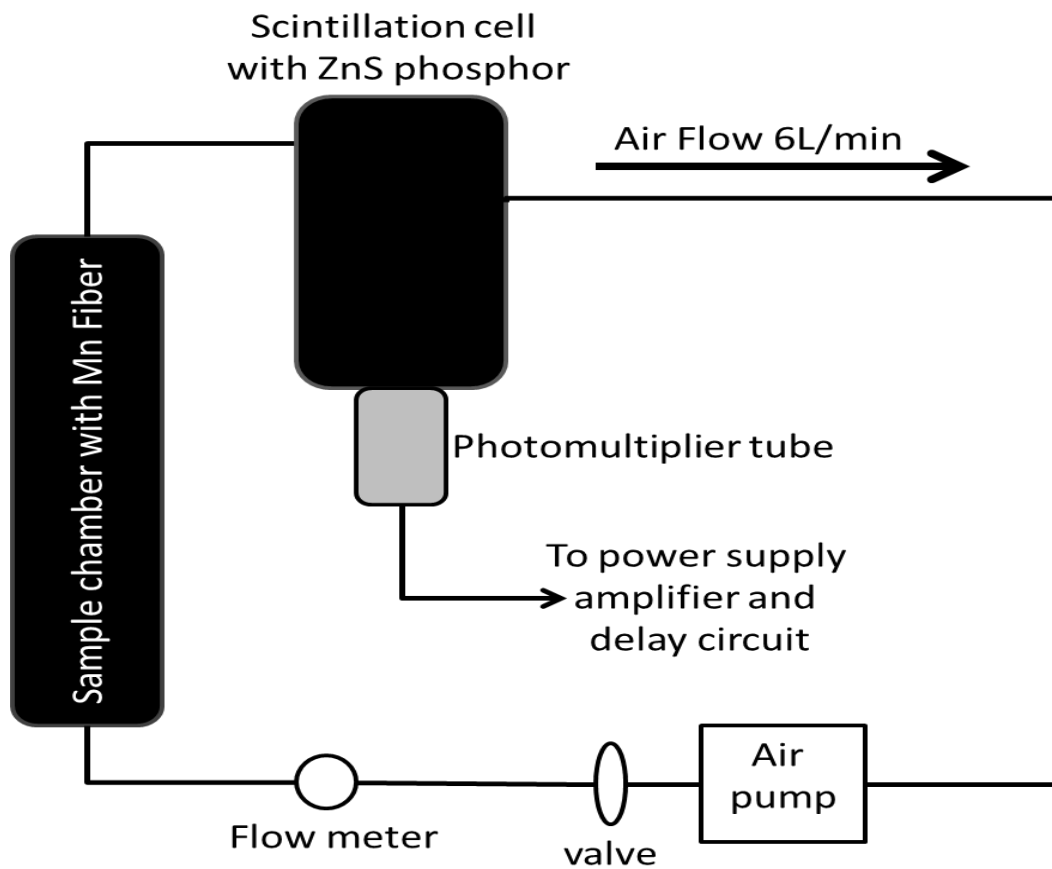 Scintillation cell
with ZnS phosphor
Air Flow 6L/min
Sample chamber with Mn Fiber
Photomultiplier tube
To power supply
amplifier and
delay circuit
Air
pump
Flow meter
valve